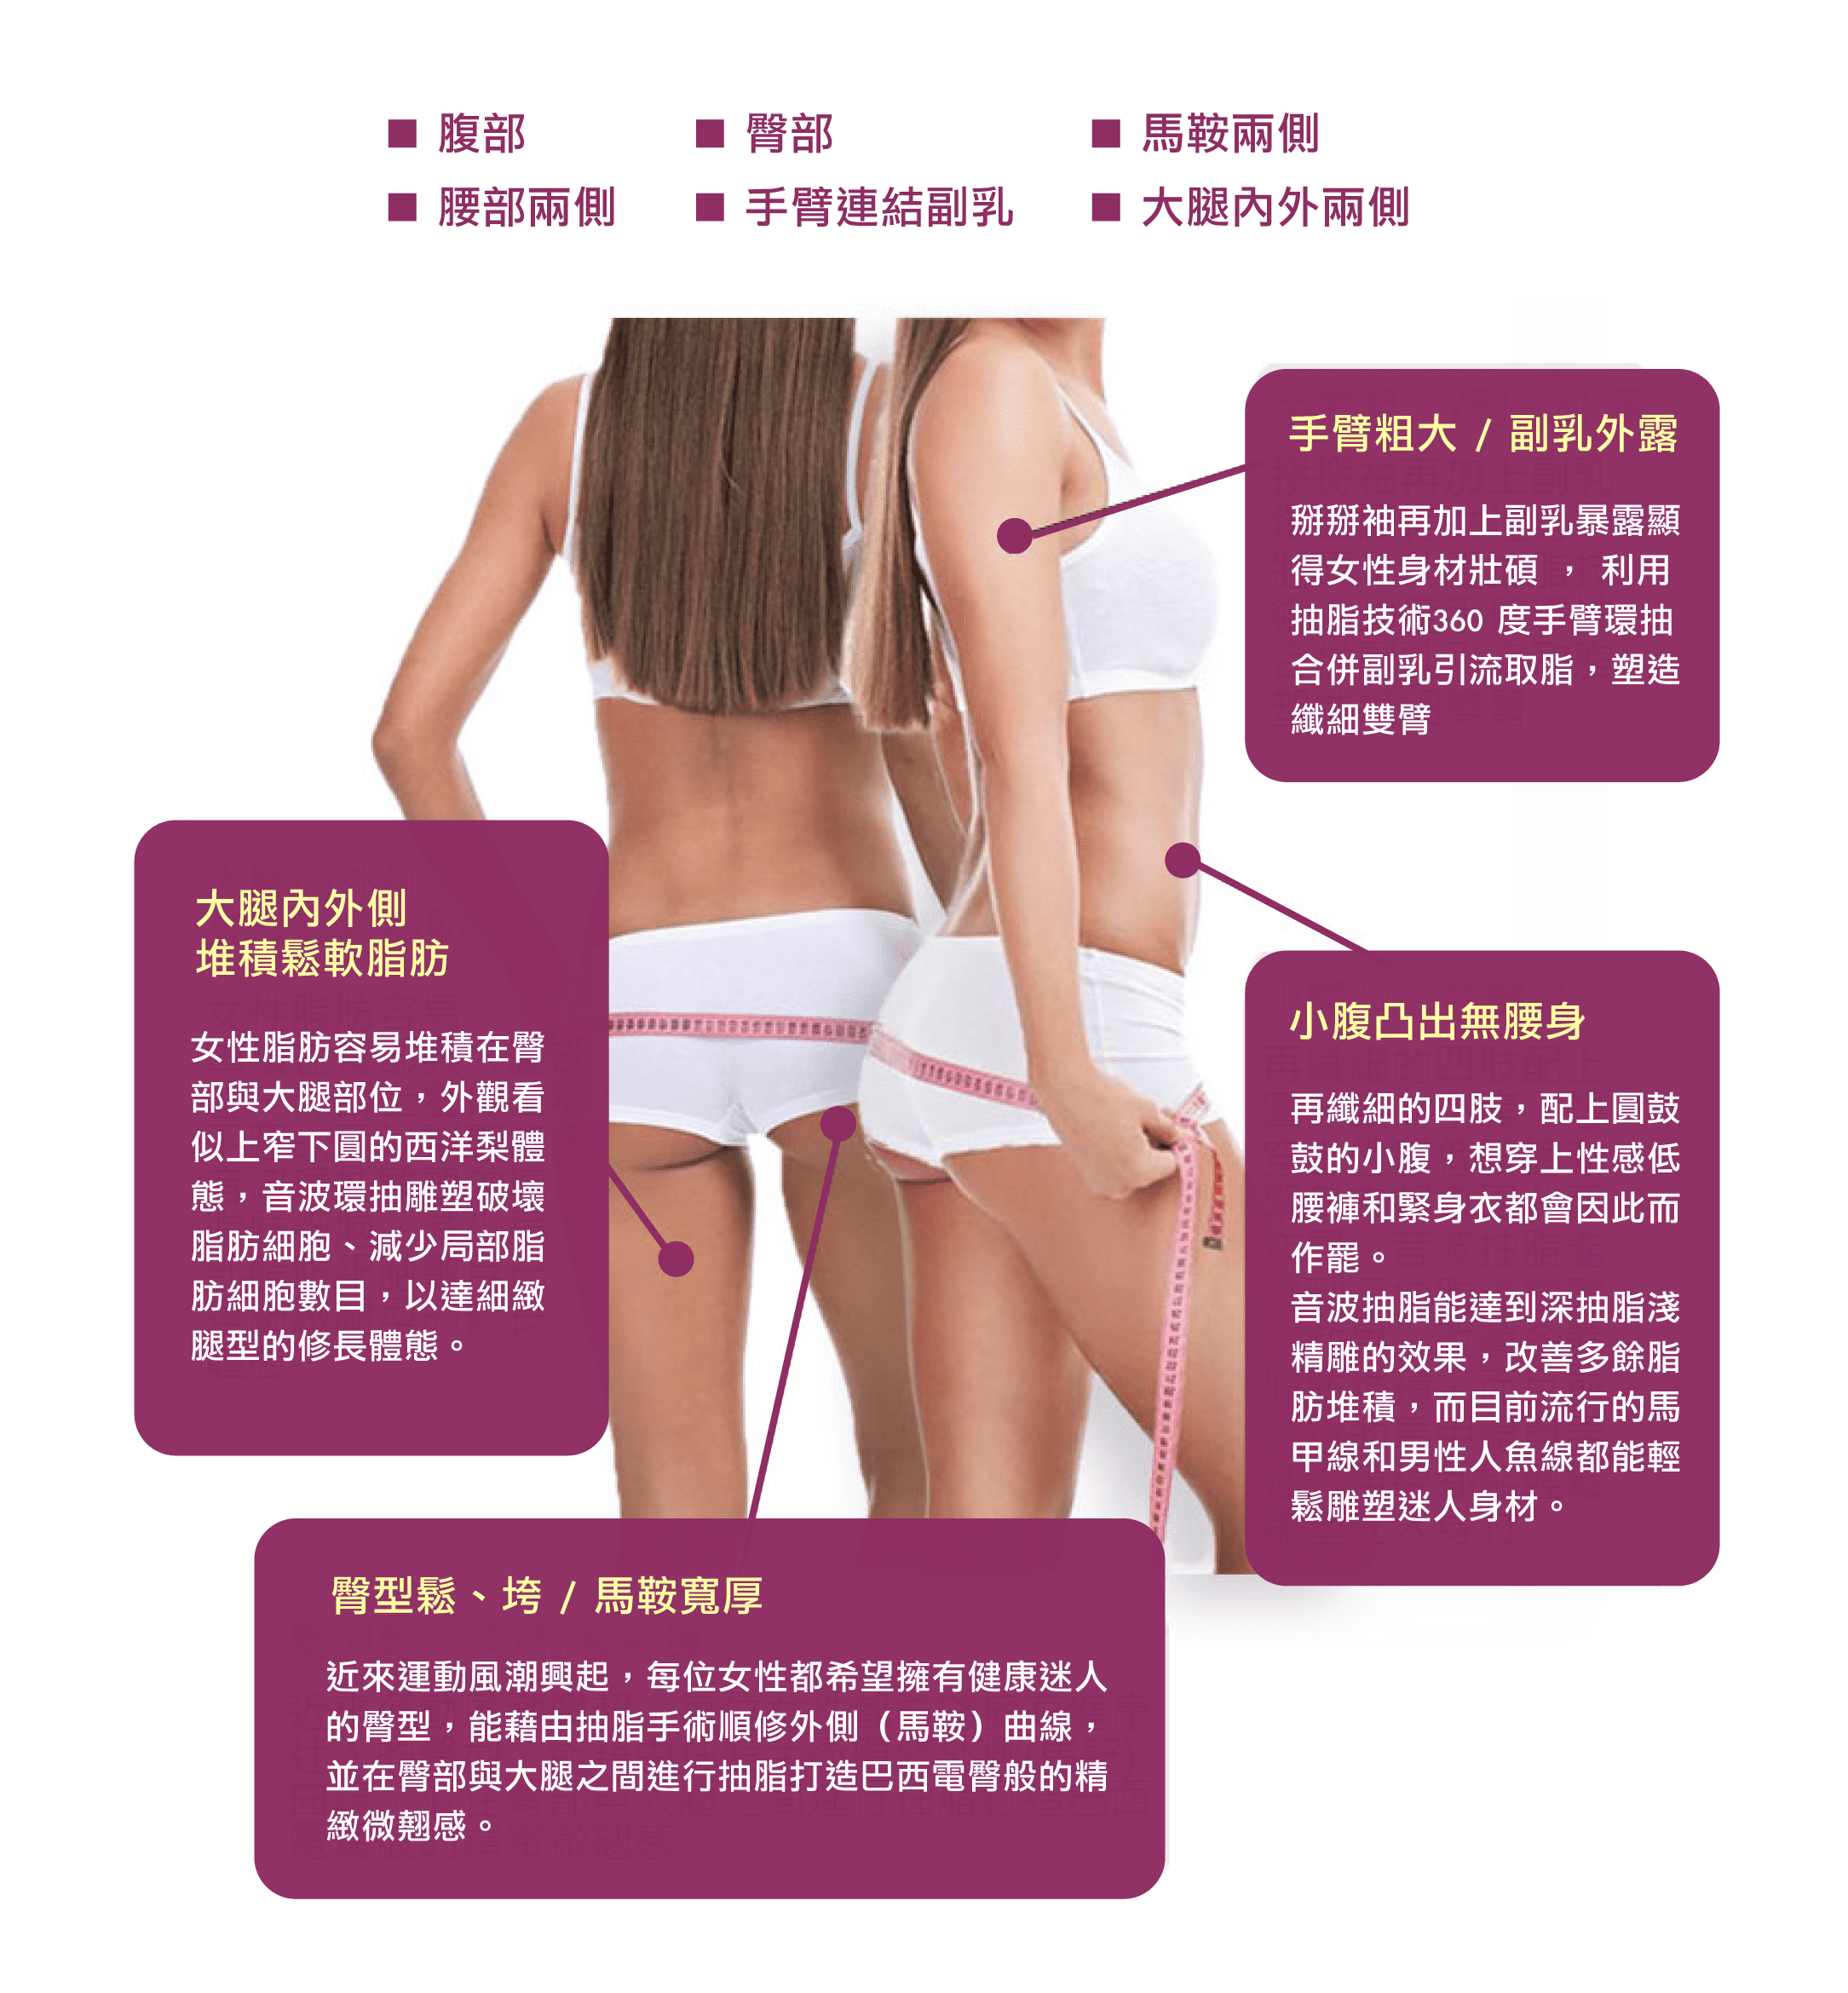 ■ 腹部
■ 臀部
■ 馬鞍兩側
■ 腰部兩側
■ 手臂連結副乳
■ 大腿內外兩側
手臂粗大 / 副乳外露
掰掰袖再加上副乳暴露顯
得女性身材壯碩 ， 利用
抽脂技術360 度手臂環抽
合併副乳引流取脂，塑造
纖細雙臂
大腿內外側
堆積鬆軟脂肪
女性脂肪容易堆積在臀
部與大腿部位，外觀看
似上窄下圓的西洋梨體
態，音波環抽雕塑破壞
脂肪細胞、減少局部脂
肪細胞數目，以達細緻
腿型的修長體態。
小腹凸出無腰身
再纖細的四肢，配上圓鼓
鼓的小腹，想穿上性感低
腰褲和緊身衣都會因此而
作罷。
音波抽脂能達到深抽脂淺
精雕的效果，改善多餘脂
肪堆積，而目前流行的馬
甲線和男性人魚線都能輕
鬆雕塑迷人身材。
臀型鬆、垮 / 馬鞍寬厚
近來運動風潮興起，每位女性都希望擁有健康迷人
的臀型，能藉由抽脂手術順修外側（馬鞍）曲線，
並在臀部與大腿之間進行抽脂打造巴西電臀般的精
緻微翹感。